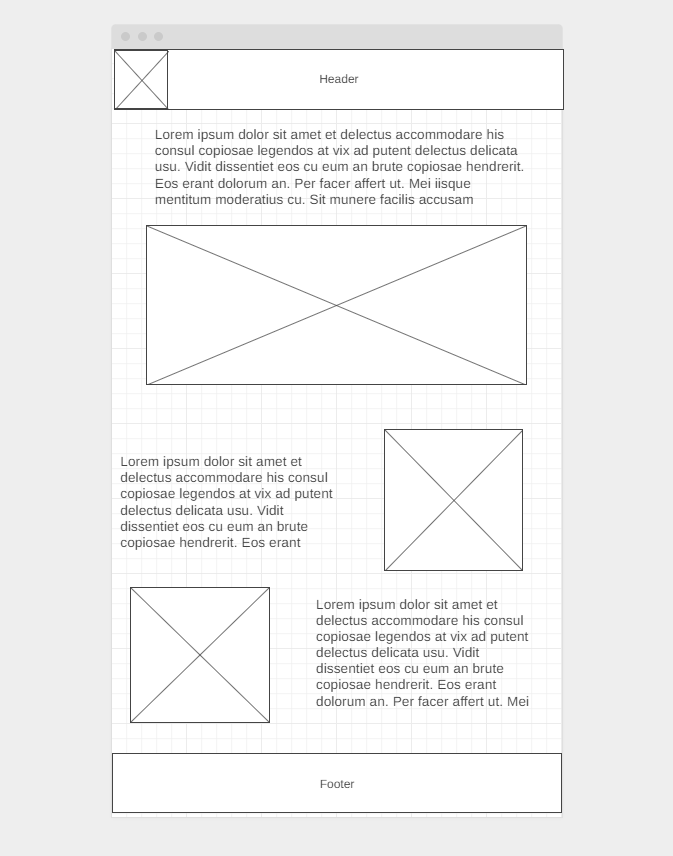 Header
Lorem ipsum dolor sit amet et delectus accommodare his
consul copiosae legendos at vix ad putent delectus delicata
usu. Vidit dissentiet eos cu eum an brute copiosae hendrerit.
Eos erant dolorum an. Per facer affert ut. Mei iisque
mentitum moderatius cu. Sit munere facilis accusam
Lorem ipsum dolor sit amet et
delectus accommodare his consul
copiosae legendos at vix ad putent
delectus delicata usu. Vidit
dissentiet eos cu eum an brute
copiosae hendrerit. Eos erant
Lorem ipsum dolor sit amet et
delectus accommodare his consul
copiosae legendos at vix ad putent
delectus delicata usu. Vidit
dissentiet eos cu eum an brute
copiosae hendrerit. Eos erant
dolorum an. Per facer affert ut. Mei
Footer